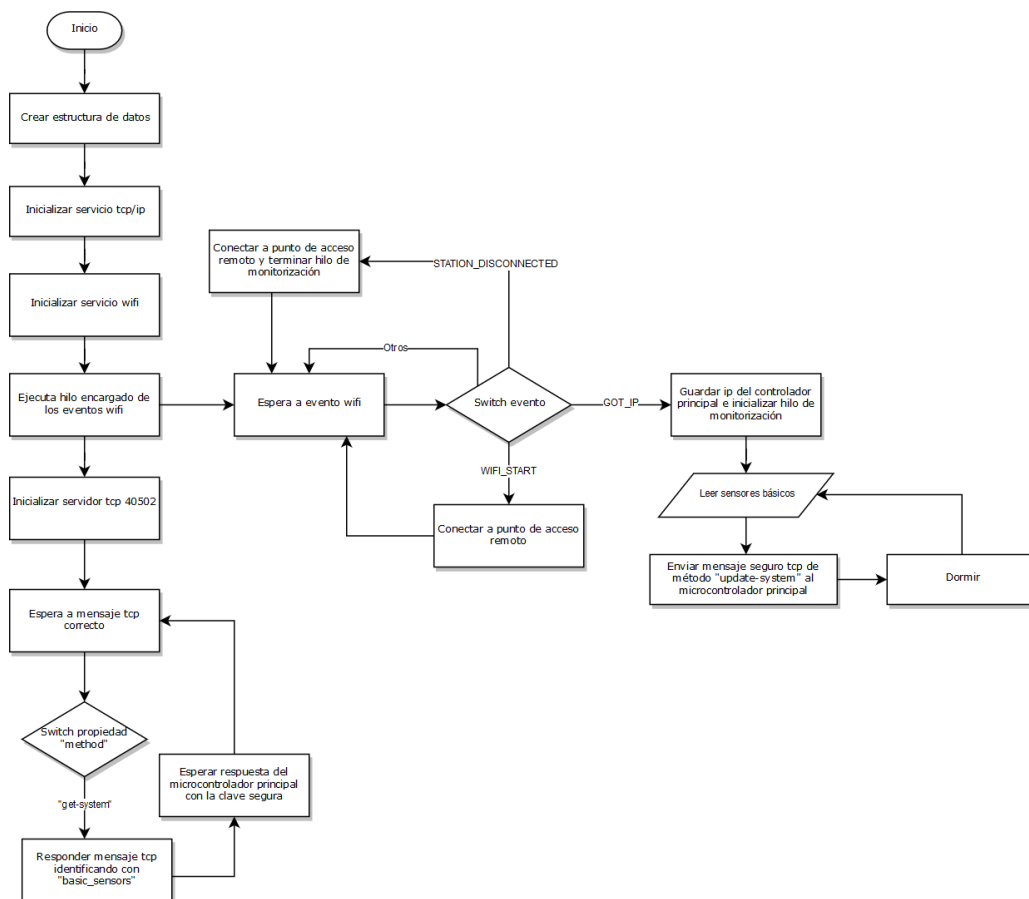 Inicio
Crear estructura de datos
Inicializar servicio tcp/ip
Inicializar servicio wifi
Ejecuta hilo encargado de
los eventos wifi
Inicializar servidor tcp 40502
Espera a mensaje tcp
correcto
Switch propiedad
"method"
"get-system"
Responder mensaje tcp
identificando con
"basic_sensors"
Esperar respuesta del
microcontrolador principal
con la clave segura
Conectar a punto de acceso
remoto y terminar hilo de
monitorización
STATION_DISCONNECTED
Otros
Espera a evento wifi
Switch evento
GOT_IP
WIFI_START
Conectar a punto de acceso
remoto
Guardar ip del controlador
principal e inicializar hilo
de monitorización
Leer sensores básicos
Enviar mensaje seguro tcp de
método "update-system" al
microcontrolador principal
Dormir